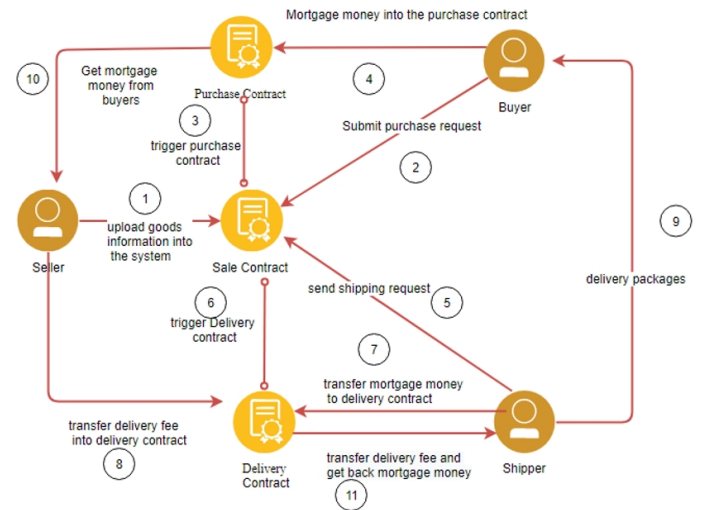 Mortgage money into the purchase contract
10
Get mortgage
money from
buyers
Purchase Contract
4
Buyer
3
trigger purchase
contract
Submit purchase request
2
1
upload goods
information into
the system
Seller
Sale Contract
9
delivery packages
send shipping request
5
6
trigger Delivery
contract
7
transfer mortgage money
to delivery contract
transfer delivery fee
into delivery contract
8
Delivery
Contract
transfer delivery fee and
get back mortgage money
11
Shipper